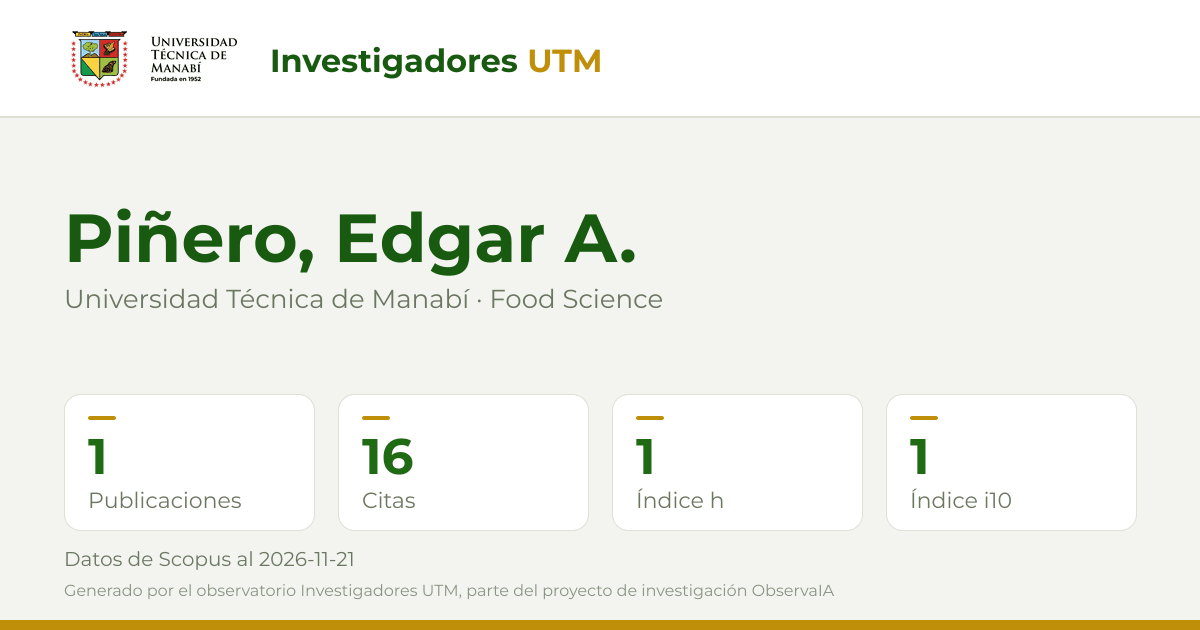 UNIVERSIDAD
TÉCNICA DE
MANABÍ
Fundada en 1952
Investigadores UTM
Piñero, Edgar A.
Universidad Técnica de Manabí · Food Science
1
Publicaciones
16
Citas
1
Índice h
1
Índice i10
Datos de Scopus al 2026-11-21
Generado por el observatorio Investigadores UTM, parte del proyecto de investigación ObservaIA